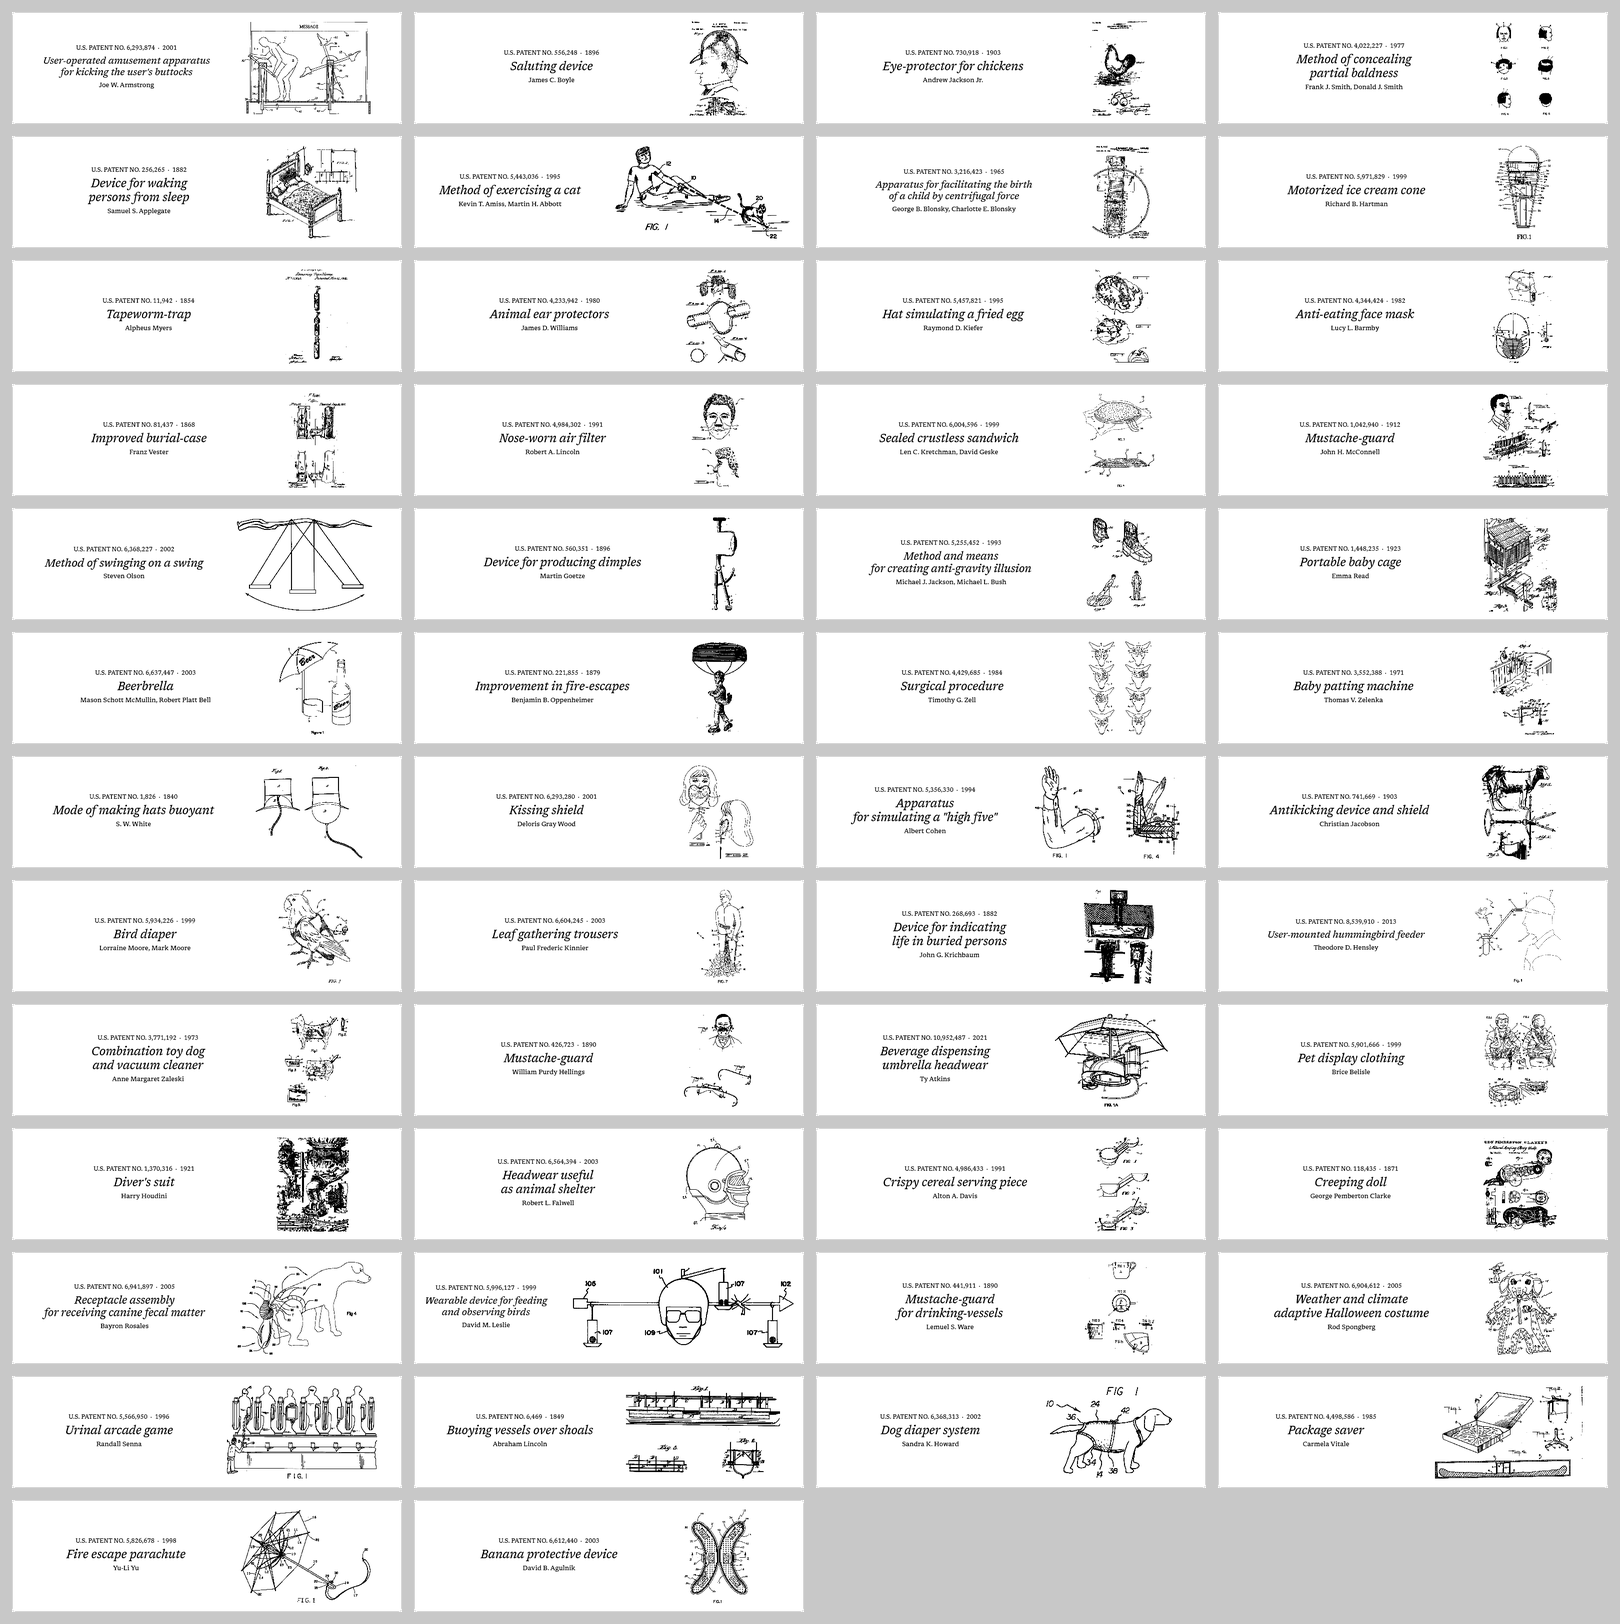 U.S. PATENT NO. 6,293,874 - 2001
User-operated amusement apparatus
for kicking the user's buttocks
Joe W. Armstrong
MESSAGE
U.S. PATENT NO. 556,248 - 1896
Saluting device
James C. Boyle
U.S. PATENT NO. 730,918 - 1903
Eye-protector for chickens
Andrew Jackson Jr.
U.S. PATENT NO. 4,022,227 - 1977
Method of concealing
partial baldness
Frank J. Smith, Donald J. Smith
U.S. PATENT NO. 256,265 - 1882
Device for waking
persons from sleep
Samuel S. Applegate
U.S. PATENT NO. 5,443,036 - 1995
Method of exercising a cat
Kevin T. Amiss, Martin H. Abbott
12
10
20
14
22
FIG. 1
U.S. PATENT NO. 3,216,423 - 1965
Apparatus for facilitating the birth
of a child by centrifugal force
George B. Blonsky, Charlotte E. Blonsky
U.S. PATENT NO. 5,971,829 - 1999
Motorized ice cream cone
Richard B. Hartman
FIG.1
U.S. PATENT NO. 11,942 - 1854
Tapeworm-trap
Alpheus Myers
U.S. PATENT NO. 4,233,942 - 1980
Animal ear protectors
James D. Williams
U.S. PATENT NO. 5,457,821 - 1995
Hat simulating a fried egg
Raymond D. Kiefer
U.S. PATENT NO. 4,344,424 - 1982
Anti-eating face mask
Lucy L. Barmby
U.S. PATENT NO. 81,437 - 1868
Improved burial-case
Franz Vester
U.S. PATENT NO. 4,984,302 - 1991
Nose-worn air filter
Robert A. Lincoln
U.S. PATENT NO. 6,004,596 - 1999
Sealed crustless sandwich
Len C. Kretchman, David Geske
U.S. PATENT NO. 1,042,940 - 1912
Mustache-guard
John H. McConnell
U.S. PATENT NO. 6,368,227 - 2002
Method of swinging on a swing
Steven Olson
U.S. PATENT NO. 560,351 - 1896
Device for producing dimples
Martin Goetze
U.S. PATENT NO. 5,255,452 - 1993
Method and means
for creating anti-gravity illusion
Michael J. Jackson, Michael L. Bush
U.S. PATENT NO. 1,448,235 - 1923
Portable baby cage
Emma Read
U.S. PATENT NO. 6,637,447 - 2003
Beerbrella
Mason Schott McMullin, Robert Platt Bell
Beer
Beer
Figure 1
U.S. PATENT NO. 221,855 - 1879
Improvement in fire-escapes
Benjamin B. Oppenheimer
U.S. PATENT NO. 4,429,685 - 1984
Surgical procedure
Timothy G. Zell
U.S. PATENT NO. 3,552,388 - 1971
Baby patting machine
Thomas V. Zelenka
U.S. PATENT NO. 1,826 - 1840
Mode of making hats buoyant
S. W. White
U.S. PATENT NO. 6,293,280 - 2001
Kissing shield
Deloris Gray Wood
U.S. PATENT NO. 5,356,330 - 1994
Apparatus
for simulating a "high five"
Albert Cohen
FIG. 1
FIG. 4
U.S. PATENT NO. 741,669 - 1903
Antikicking device and shield
Christian Jacobson
U.S. PATENT NO. 5,934,226 - 1999
Bird diaper
Lorraine Moore, Mark Moore
U.S. PATENT NO. 6,604,245 - 2003
Leaf gathering trousers
Paul Frederic Kinnier
U.S. PATENT NO. 268,693 - 1882
Device for indicating
life in buried persons
John G. Krichbaum
U.S. PATENT NO. 8,539,910 - 2013
User-mounted hummingbird feeder
Theodore D. Hensley
U.S. PATENT NO. 3,771,192 - 1973
Combination toy dog
and vacuum cleaner
Anne Margaret Zaleski
U.S. PATENT NO. 426,723 - 1890
Mustache-guard
William Purdy Hellings
U.S. PATENT NO. 10,952,487 - 2021
Beverage dispensing
umbrella headwear
Ty Atkins
FIG. 1A
U.S. PATENT NO. 5,901,666 - 1999
Pet display clothing
Brice Belisle
U.S. PATENT NO. 1,370,316 - 1921
Diver's suit
Harry Houdini
U.S. PATENT NO. 6,564,394 - 2003
Headwear useful
as animal shelter
Robert L. Falwell
U.S. PATENT NO. 4,986,433 - 1991
Crispy cereal serving piece
Alton A. Davis
U.S. PATENT NO. 118,435 - 1871
Creeping doll
George Pemberton Clarke
U.S. PATENT NO. 6,941,897 - 2005
Receptacle assembly
for receiving canine fecal matter
Bayron Rosales
U.S. PATENT NO. 5,996,127 - 1999
Wearable device for feeding
and observing birds
David M. Leslie
106
101
107
102
107
109
107
U.S. PATENT NO. 441,911 - 1890
Mustache-guard
for drinking-vessels
Lemuel S. Ware
U.S. PATENT NO. 6,904,612 - 2005
Weather and climate
adaptive Halloween costume
Rod Spongberg
U.S. PATENT NO. 5,566,950 - 1996
Urinal arcade game
Randall Senna
FIG.1
U.S. PATENT NO. 6,469 - 1849
Buoying vessels over shoals
Abraham Lincoln
U.S. PATENT NO. 6,368,313 - 2002
Dog diaper system
Sandra K. Howard
FIG 1
10
36
24
42
34
14
38
U.S. PATENT NO. 4,498,586 - 1985
Package saver
Carmela Vitale
U.S. PATENT NO. 5,826,678 - 1998
Fire escape parachute
Yu-Li Yu
FIG. 1
U.S. PATENT NO. 6,612,440 - 2003
Banana protective device
David B. Agulnik